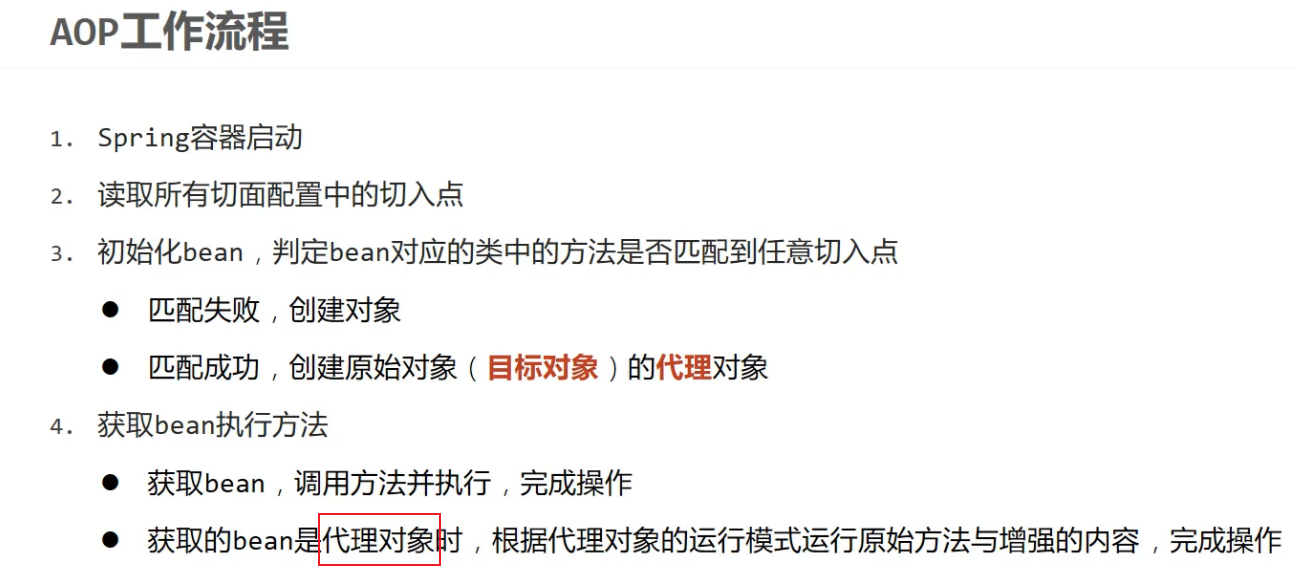 AOP工作流程
1. Spring容器启动
2. 读取所有切面配置中的切入点
3. 初始化bean，判定bean对应的类中的方法是否匹配到任意切入点
● 匹配失败，创建对象
● 匹配成功，创建原始对象（目标对象）的代理对象
4. 获取bean执行方法
● 获取bean，调用方法并执行，完成操作
● 获取的bean是代理对象时，根据代理对象的运行模式运行原始方法与增强的内容，完成操作